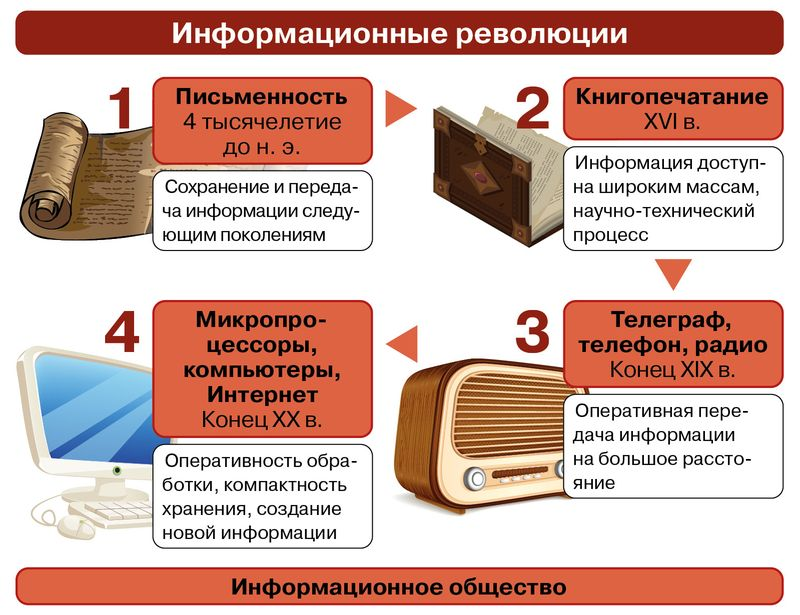 Информационные революции
1
Письменность
4 тысячелетие
до н. э.
Сохранение и переда-
ча информации следу-
ющим поколениям
2
Книгопечатание
XVI в.
Информация доступ-
на широким массам,
научно-технический
процесс
3
Телеграф,
телефон, радио
Конец XIX в.
Оперативная пере-
дача информации
на большое рассто-
яние
4
Микропро-
цессоры,
компьютеры,
Интернет
Конец XX в.
Оперативность обра-
ботки, компактность
хранения, создание
новой информации
Информационное общество